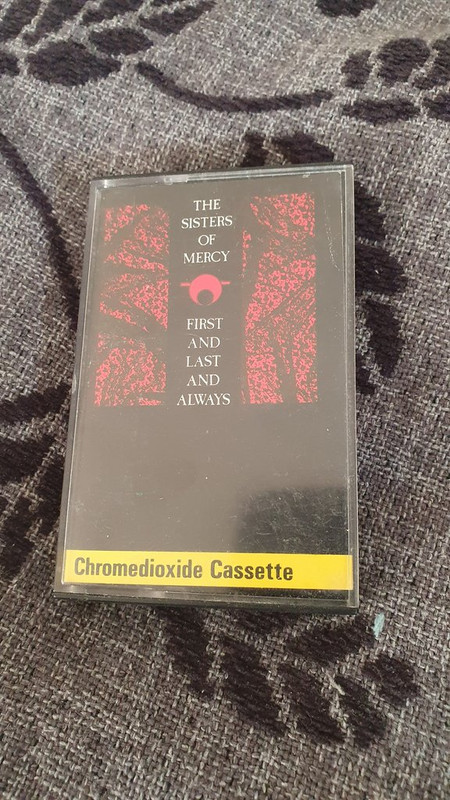 THE
SISTERS
OF
MERCY
FIRST
AND
LAST
AND
ALWAYS
Chromedioxide Cassette